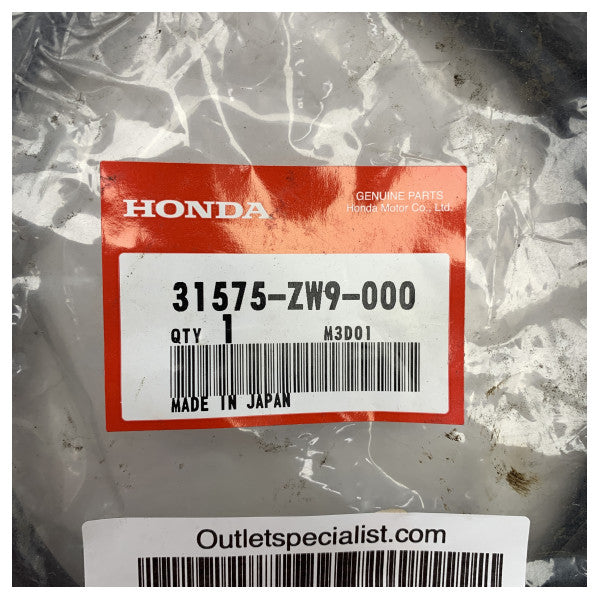 HONDA
GENUINE PARTS
Honda Motor Co., Ltd.
31575-ZW9-000
QTY 1 M3D01
MADE IN JAPAN
Outletspecialist.com